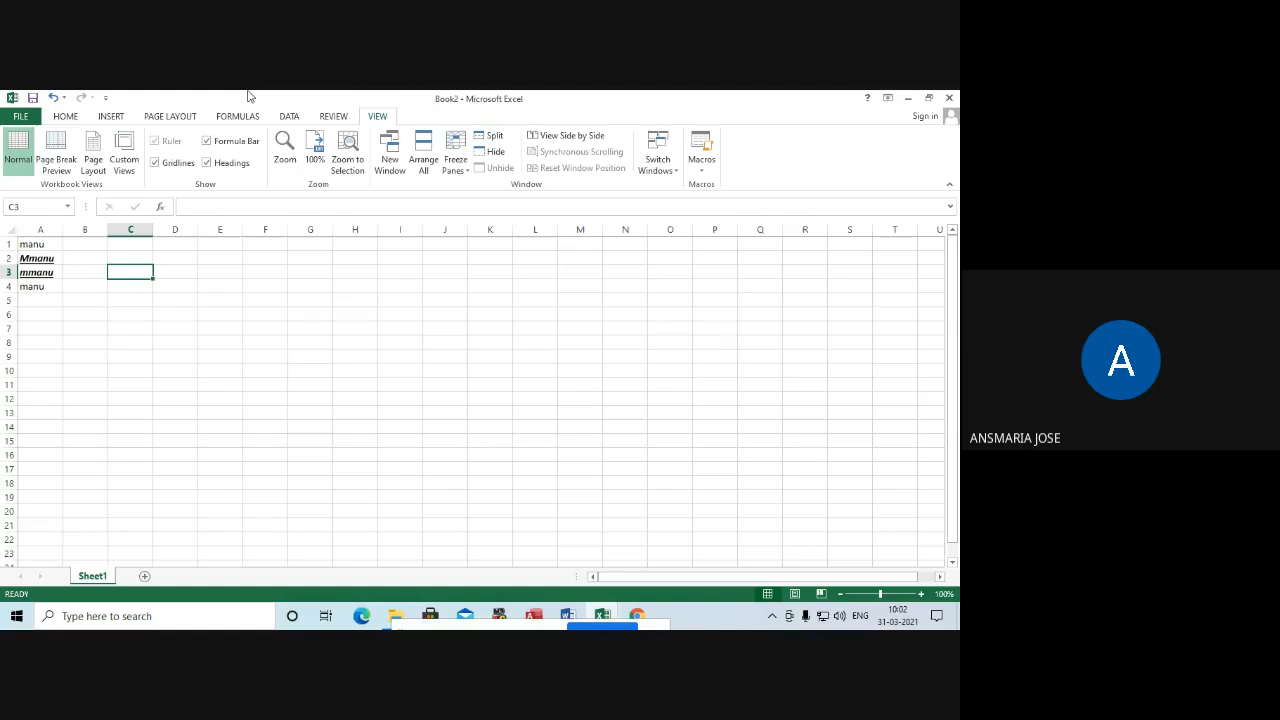 Book2 - Microsoft Excel
?
Sign in
FILE HOME INSERT PAGE LAYOUT FORMULAS DATA REVIEW VIEW
Normal
Page Break Preview
Page Layout
Custom Views
Workbook Views
Ruler
Formula Bar
Gridlines
Headings
Show
Zoom
100%
Zoom to Selection
Zoom
New Window
Arrange All
Freeze Panes
Split
Hide
Unhide
View Side by Side
Synchronous Scrolling
Reset Window Position
Window
Switch Windows
Macros
Macros
C3
fx
A B C D E F G H I J K L M N O P Q R S T U
1 manu
2 Mmanu
3 mmanu
4 manu
5
6
7
8
9
10
11
12
13
14
15
16
17
18
19
20
21
22
23
Sheet1
READY
100%
Type here to search
ENG
10:02
31-03-2021
A
ANSMARIA JOSE